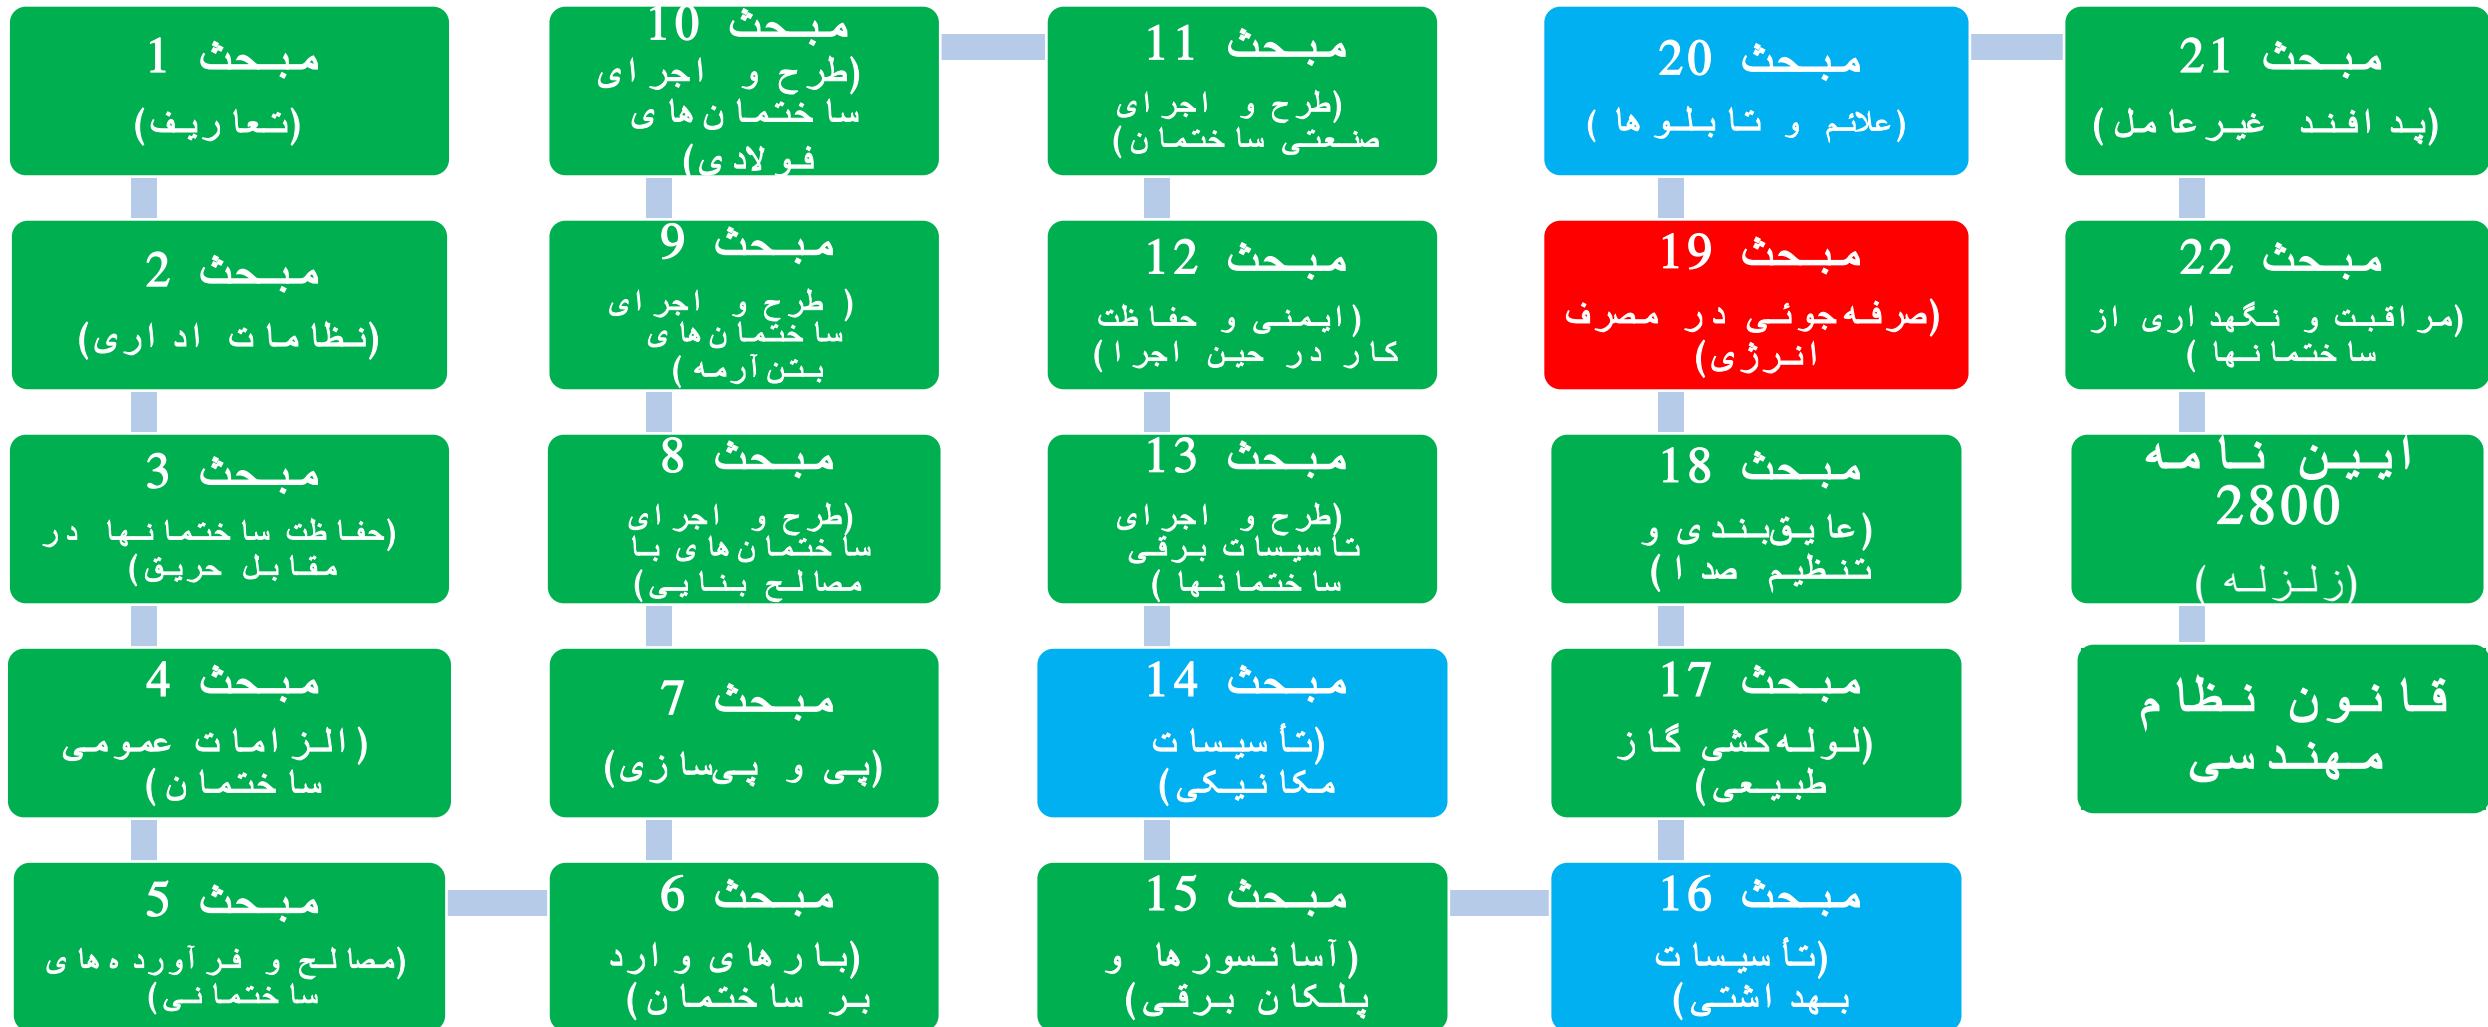 مبحث 1
(تعاریف)
مبحث 2
(نظامات اداری)
مبحث 3
(حفاظت ساختمانها در
مقابل حریق)
مبحث 4
(الزامات عمومی
ساختمان)
مبحث 5
(مصالح و فرآورده‌های
ساختمانی)
مبحث 6
(بارهای وارد
بر ساختمان)
مبحث 7
(پی و پی‌سازی)
مبحث 8
(طرح و اجرای
ساختمان‌های با
مصالح بنایی)
مبحث 9
( طرح و اجرای
ساختمان‌های
بتن‌آرمه)
مبحث 10
(طرح و اجرای
ساختمان‌های
فولادی)
مبحث 11
(طرح و اجرای
صنعتی ساختمان)
مبحث 12
(ایمنی و حفاظت
کار در حین اجرا)
مبحث 13
(طرح و اجرای
تاسیسات برقی
ساختمانها)
مبحث 14
(تأسیسات
مکانیکی)
مبحث 15
(آسانسورها و
پلکان برقی)
مبحث 16
(تأسیسات
بهداشتی)
مبحث 17
(لوله‌کشی گاز
طبیعی)
مبحث 18
(عایق‌بندی و
تنظیم صدا)
مبحث 19
(صرفه‌جوئی در مصرف
انرژی)
مبحث 20
(علائم و تابلوها)
مبحث 21
(پدافند غیرعامل)
مبحث 22
(مراقبت و نگهداری از
ساختمانها)
ایین نامه
2800
(زلزله)
قانون نظام
مهندسی